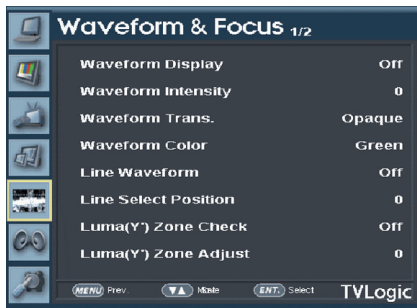 Waveform & Focus 1/2
Waveform Display Off
Waveform Intensity 0
Waveform Trans. Opaque
Waveform Color Green
Line Waveform Off
Line Select Position 0
Luma(Y') Zone Check Off
Luma(Y') Zone Adjust 0
MENU Prev. ▼▲ ENT. Select TVLogic